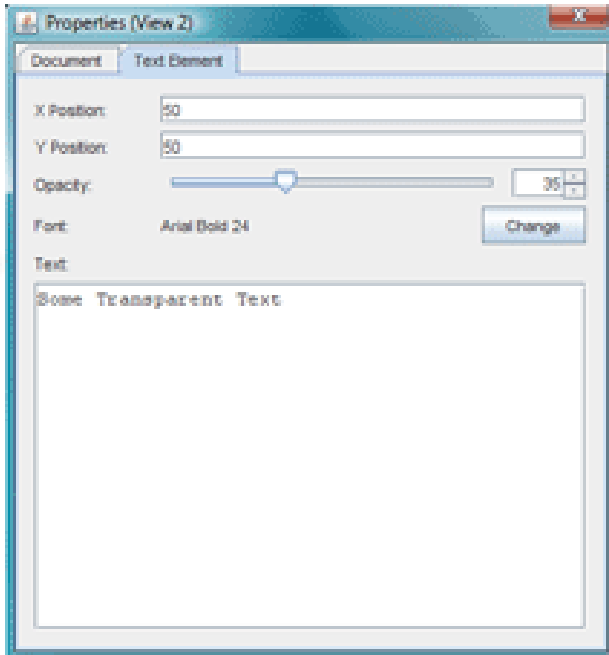 Properties (View 2)
Document Text Element
X Position: 50
Y Position: 50
Opacity: 35
Font: Arial Bold 24 Change
Text:
Some Transparent Text